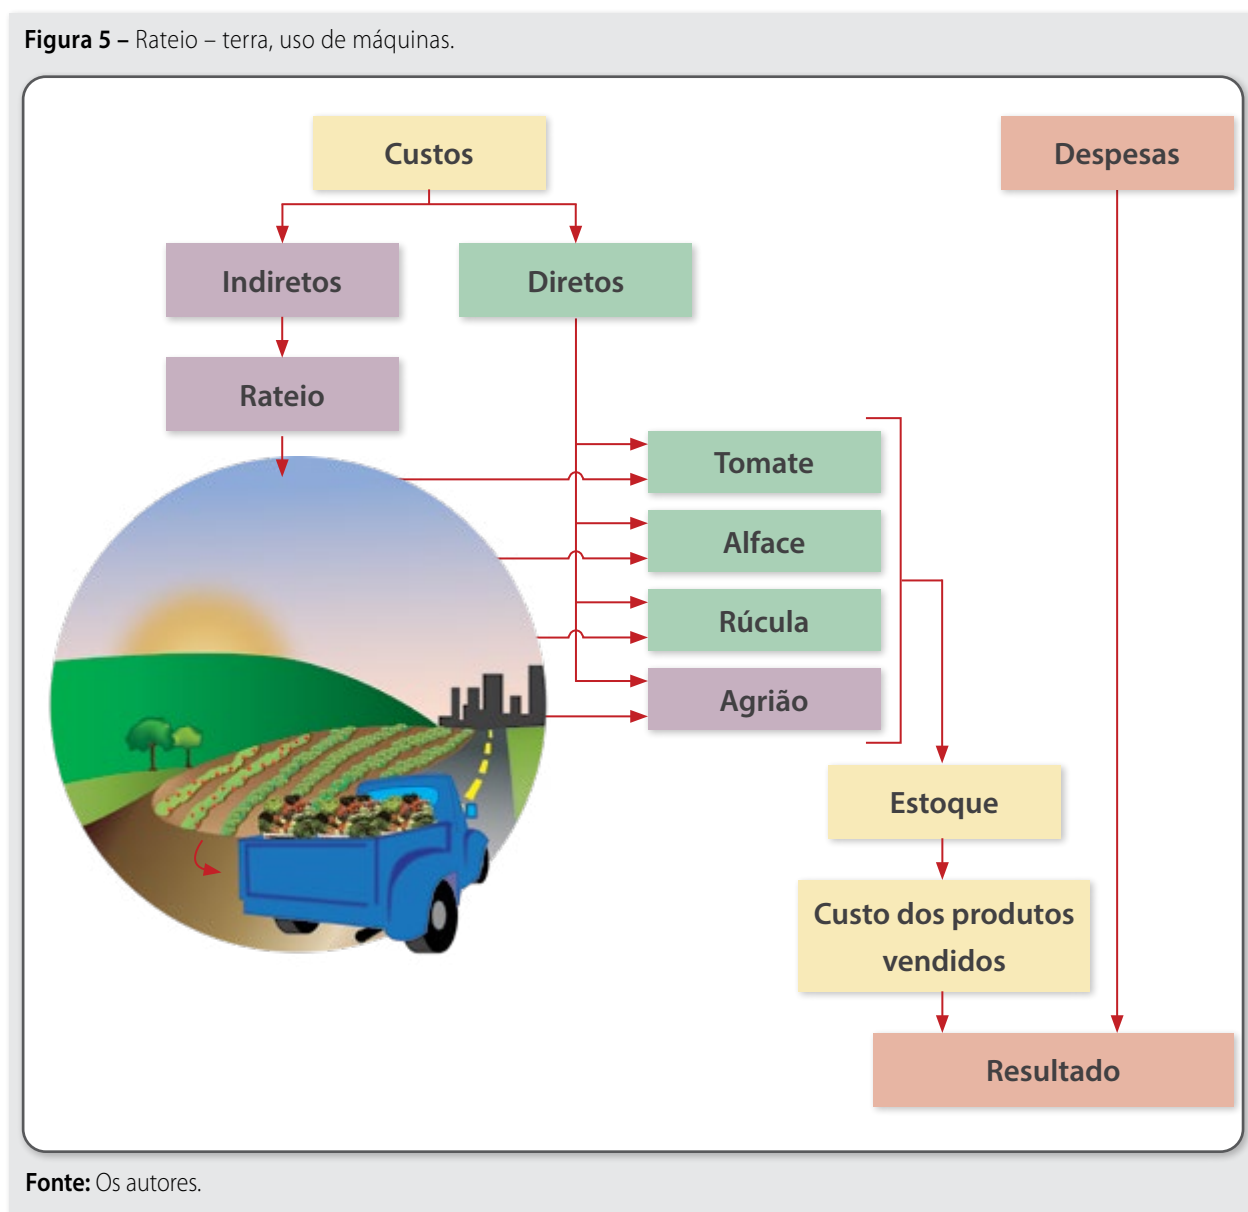 Figura 5 – Rateio – terra, uso de máquinas.
Custos
Despesas
Indiretos
Diretos
Rateio
Tomate
Alface
Rúcula
Agrião
Estoque
Custo dos produtos
vendidos
Resultado
Fonte: Os autores.